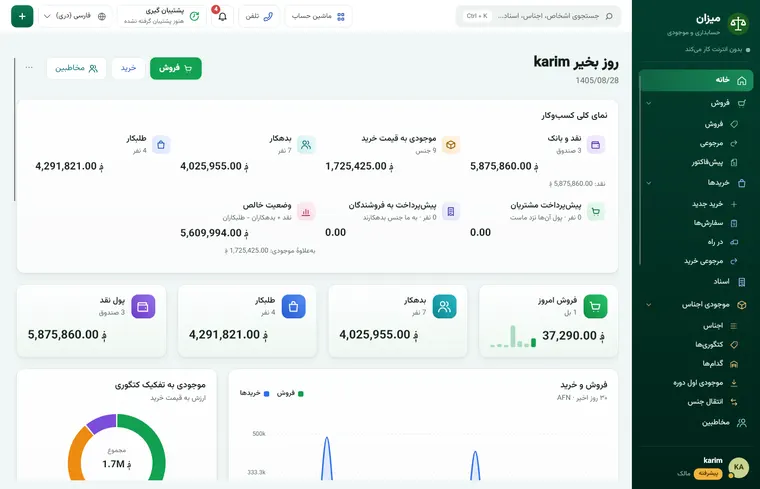 میزان
حسابداری و موجودی
بدون انترنت کار می‌کند
خانه
فروش
فروش
مرجوعی
پیش‌فاکتور
خریدها
خرید جدید
سفارش‌ها
در راه
مرجوعی خرید
اسناد
موجودی اجناس
اجناس
کتگوری‌ها
گدام‌ها
موجودی اول دوره
انتقال جنس
مخاطبین
karim
پیشرفته مالک
KA
جستجوی اشخاص، اجناس، اسناد... Ctrl + K
ماشین حساب
تلفن
4
پشتیبان گیری
هنوز پشتیبان گرفته نشده
فارسی (دری)
+
روز بخیر karim
1405/08/28
فروش
خرید
مخاطبین
...
نمای کلی کسب‌وکار
نقد و بانک
3 صندوق
5,875,860.00 ؋
نقد: 5,875,860.00 ؋
موجودی به قیمت خرید
9 جنس
1,725,425.00 ؋
بدهکار
7 نفر
4,025,955.00 ؋
طلبکار
4 نفر
4,291,821.00 ؋
پیش‌پرداخت مشتریان
0 نفر · پول آن‌ها نزد ماست
0.00
پیش‌پرداخت به فروشندگان
0 نفر · به ما جنس بدهکارند
0.00
وضعیت خالص
نقد + بدهکاران − طلبکاران
5,609,994.00 ؋
به‌علاوهٔ موجودی: 1,725,425.00 ؋
فروش امروز
1 بل
37,290.00 ؋
بدهکار
7 نفر
4,025,955.00 ؋
طلبکار
4 نفر
4,291,821.00 ؋
پول نقد
3 صندوق
5,875,860.00 ؋
فروش و خرید
۳۰ روز اخیر · AFN
فروش
خریدها
500k
333.3k
موجودی به تفکیک کتگوری
ارزش به قیمت خرید
مجموع
1.7M ؋